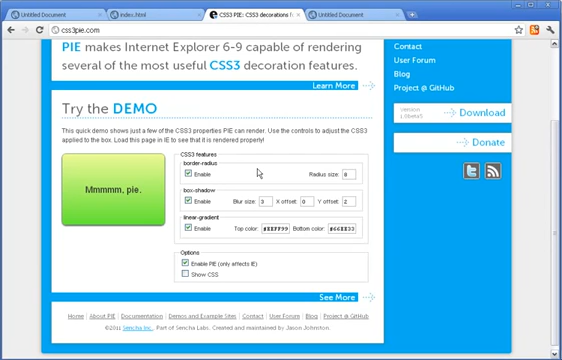 Untitled Document
index.html
CSS3 PIE: CSS3 decorations f
Untitled Document
css3pie.com
PIE makes Internet Explorer 6-9 capable of rendering
several of the most useful CSS3 decoration features.
Learn More
Contact
User Forum
Blog
Project @ GitHub
version
Download
Donate
Try the DEMO
This quick demo shows just a few of the CSS3 properties PIE can render. Use the controls to adjust the CSS3
applied to the box. Load this page in IE to see that it is rendered properly!
Mmmmm, pie.
CSS3 features
border-radius
Enable
Radius size: 8
box-shadow
Enable
Blur size: 3 X offset: 0 Y offset: 2
linear-gradient
Enable
Top color: #EEFF99 Bottom color: #66EE33
Options
Enable PIE (only affects IE)
Show CSS
See More
Home | About PIE | Documentation | Demos and Example Sites | Contact | User Forum | Blog | Project @ GitHub
©2011 Sencha Inc., Part of Sencha Labs. Created and maintained by Jason Johnston.